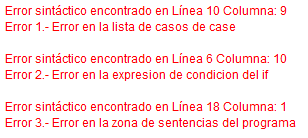 Error sintáctico encontrado en Línea 10 Columna: 9
Error 1.- Error en la lista de casos de case
Error sintáctico encontrado en Línea 6 Columna: 10
Error 2.- Error en la expresion de condicion del if
Error sintáctico encontrado en Línea 18 Columna: 1
Error 3.- Error en la zona de sentencias del programa